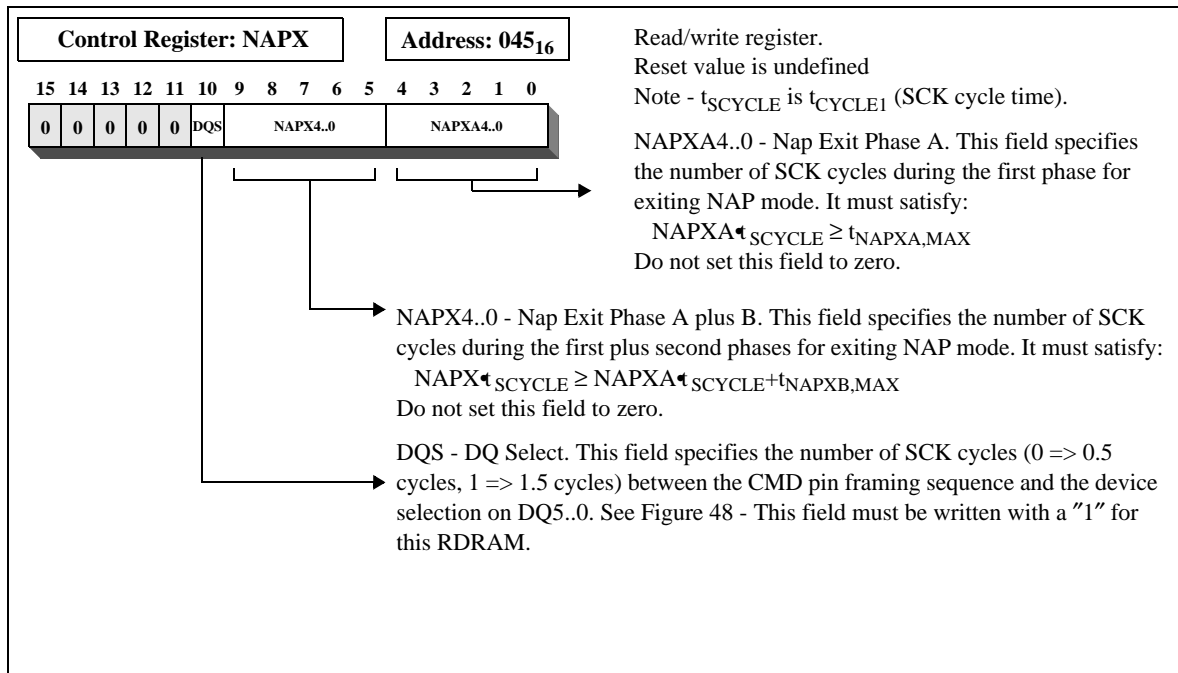 Control Register: NAPX
Address: 045₁₆
15 14 13 12 11 10 9 8 7 6 5 4 3 2 1 0
0 0 0 0 0 DQS NAPX4..0 NAPXA4..0
Read/write register.
Reset value is undefined
Note - tSCYCLE is tCYCLE1 (SCK cycle time).
NAPXA4..0 - Nap Exit Phase A. This field specifies
the number of SCK cycles during the first phase for
exiting NAP mode. It must satisfy:
NAPXA•tSCYCLE ≥ tNAPXA,MAX
Do not set this field to zero.
NAPX4..0 - Nap Exit Phase A plus B. This field specifies the number of SCK
cycles during the first plus second phases for exiting NAP mode. It must satisfy:
NAPX•tSCYCLE ≥ NAPXA•tSCYCLE+tNAPXB,MAX
Do not set this field to zero.
DQS - DQ Select. This field specifies the number of SCK cycles (0 => 0.5
cycles, 1 => 1.5 cycles) between the CMD pin framing sequence and the device
selection on DQ5..0. See Figure 48 - This field must be written with a ″1″ for
this RDRAM.